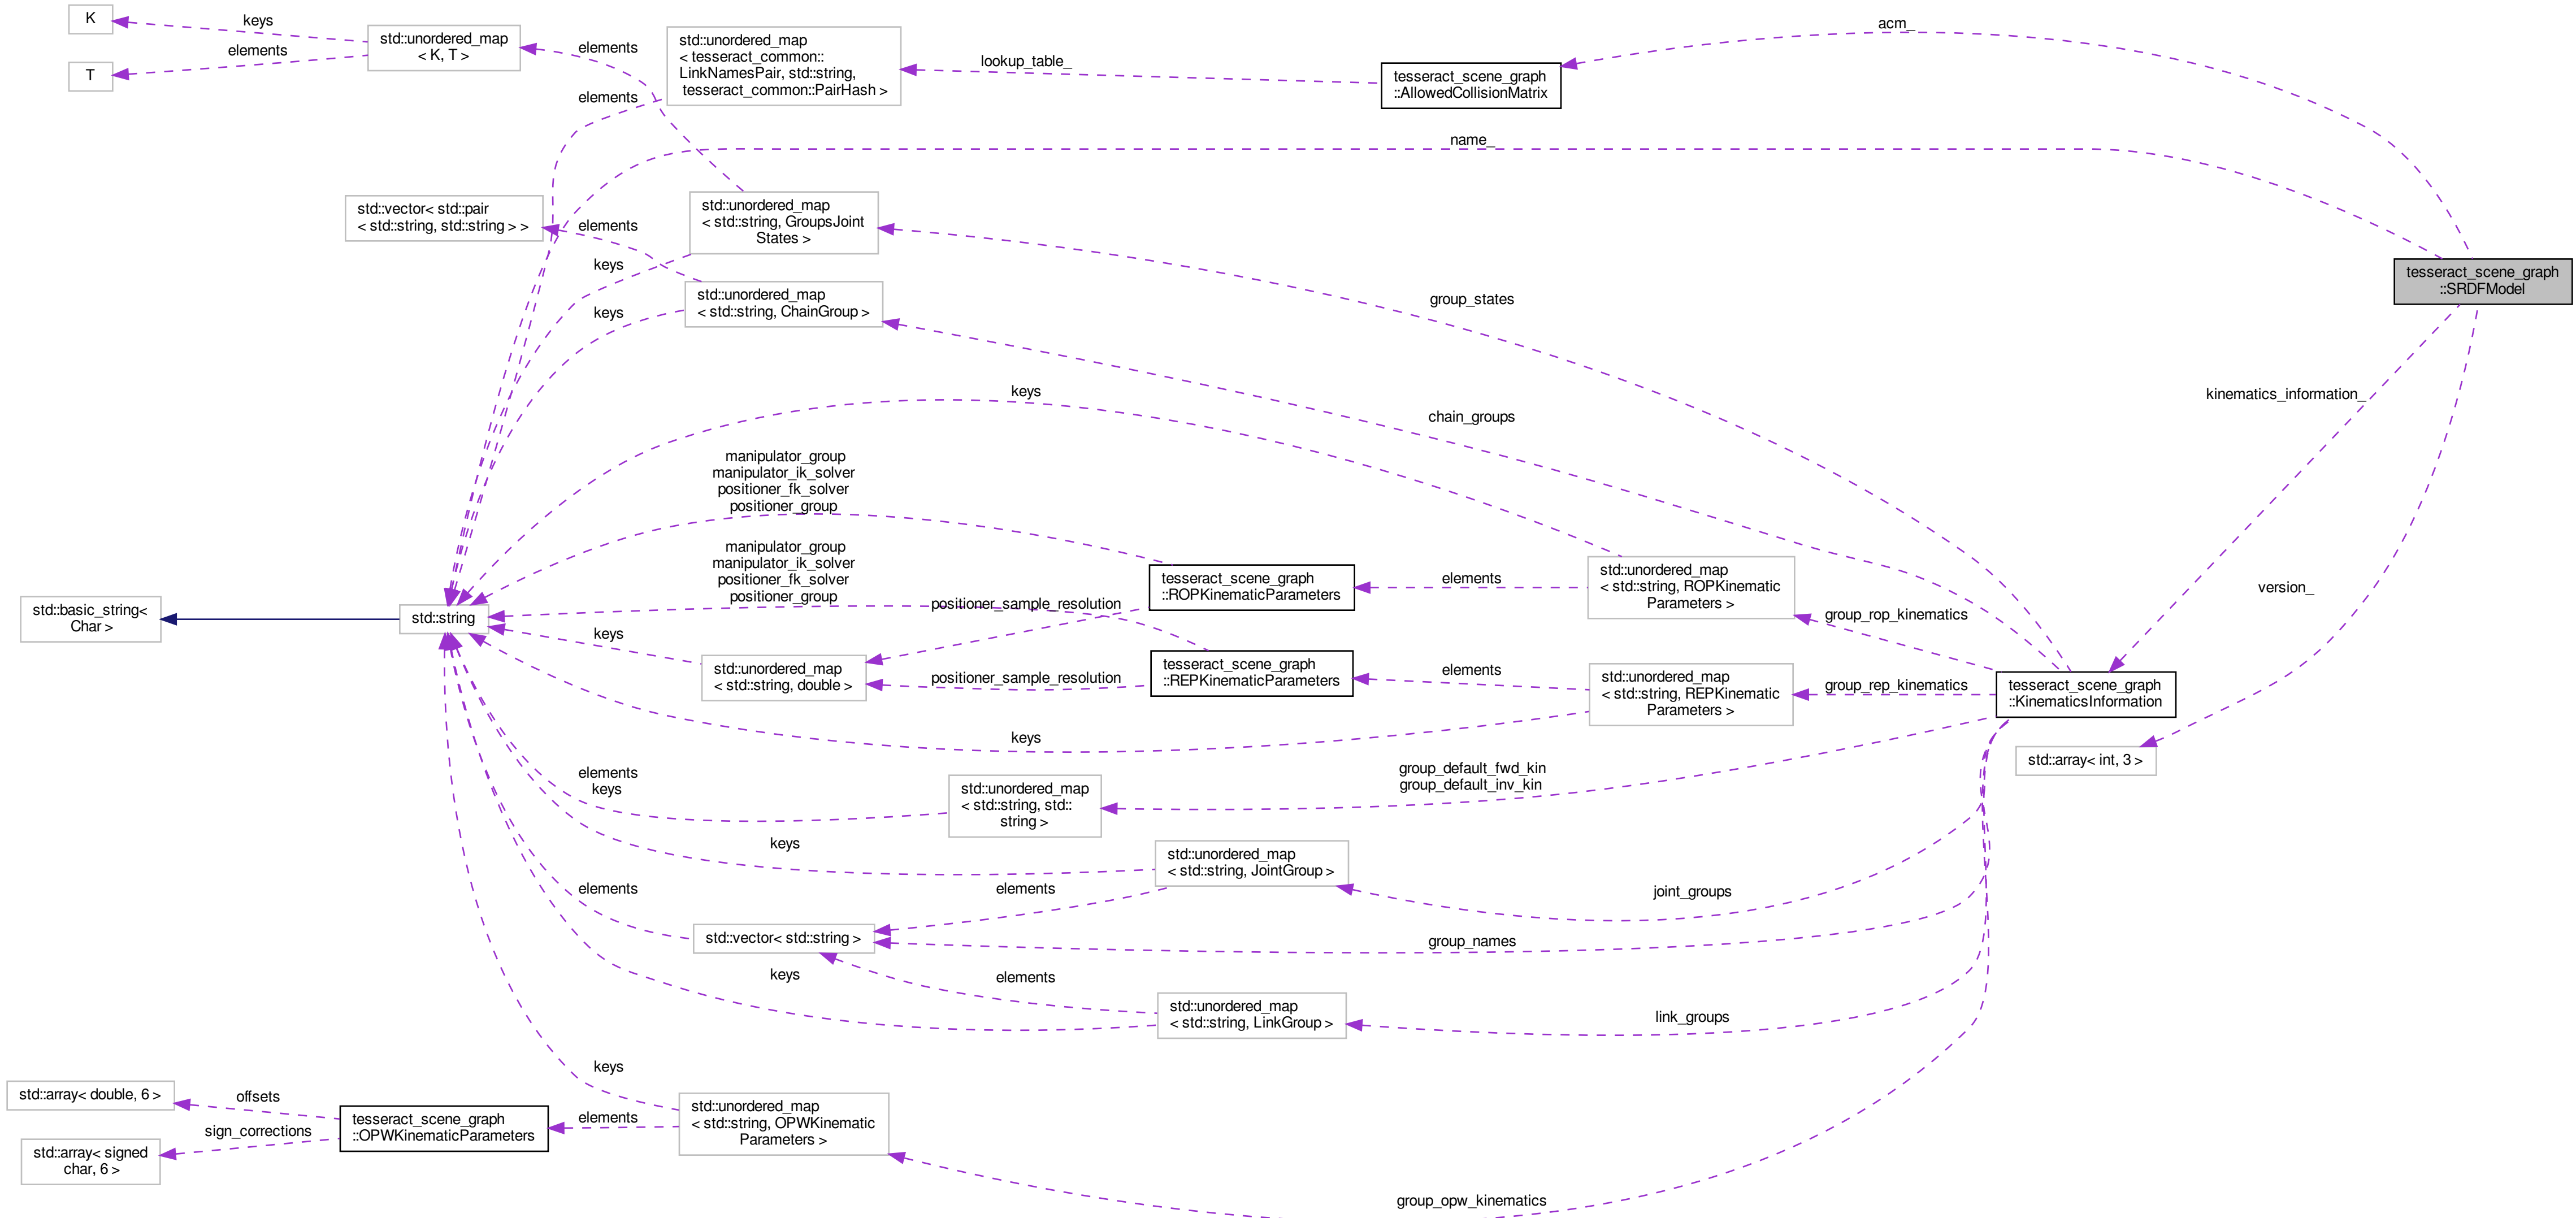 K
keys
std::unordered_map
< K, T >
elements
T
elements
std::unordered_map
< tesseract_common::
LinkNamesPair, std::string,
tesseract_common::PairHash >
elements
lookup_table_
tesseract_scene_graph
::AllowedCollisionMatrix
acm_
name_
std::vector< std::pair
< std::string, std::string > >
elements
std::unordered_map
< std::string, GroupsJoint
States >
keys
std::unordered_map
< std::string, ChainGroup >
keys
group_states
tesseract_scene_graph
::SRDFModel
kinematics_information_
keys
chain_groups
manipulator_group
manipulator_ik_solver
positioner_fk_solver
positioner_group
manipulator_group
manipulator_ik_solver
positioner_fk_solver
positioner_group
tesseract_scene_graph
::ROPKinematicParameters
elements
std::unordered_map
< std::string, ROPKinematic
Parameters >
version_
std::basic_string<
Char >
std::string
positioner_sample_resolution
group_rop_kinematics
keys
std::unordered_map
< std::string, double >
positioner_sample_resolution
tesseract_scene_graph
::REPKinematicParameters
elements
std::unordered_map
< std::string, REPKinematic
Parameters >
group_rep_kinematics
tesseract_scene_graph
::KinematicsInformation
keys
std::array< int, 3 >
elements
keys
std::unordered_map
< std::string, std::
string >
group_default_fwd_kin
group_default_inv_kin
keys
std::unordered_map
< std::string, JointGroup >
elements
elements
joint_groups
std::vector< std::string >
group_names
keys
elements
std::unordered_map
< std::string, LinkGroup >
link_groups
keys
std::array< double, 6 >
offsets
tesseract_scene_graph
::OPWKinematicParameters
elements
std::unordered_map
< std::string, OPWKinematic
Parameters >
sign_corrections
std::array< signed
char, 6 >
group_opw_kinematics